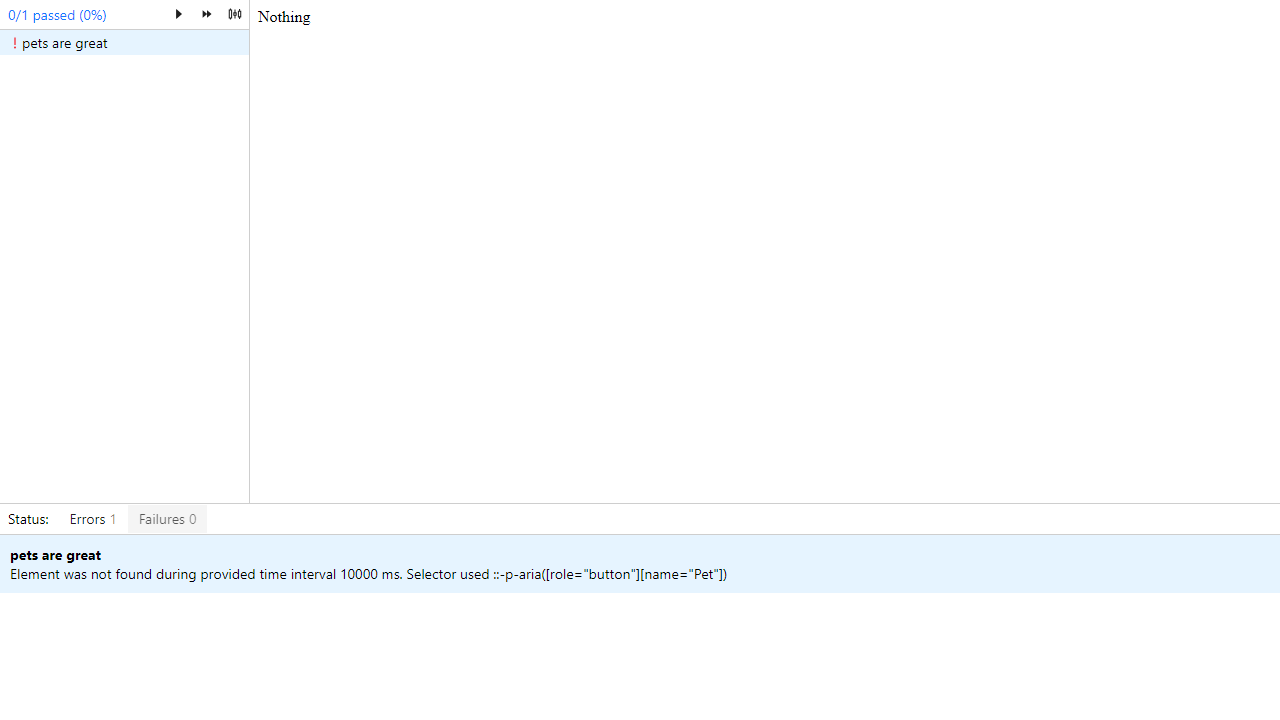 0/1 passed (0%)
! pets are great
Nothing
Status: Errors 1 Failures 0
pets are great
Element was not found during provided time interval 10000 ms. Selector used ::-p-aria([role="button"][name="Pet"])